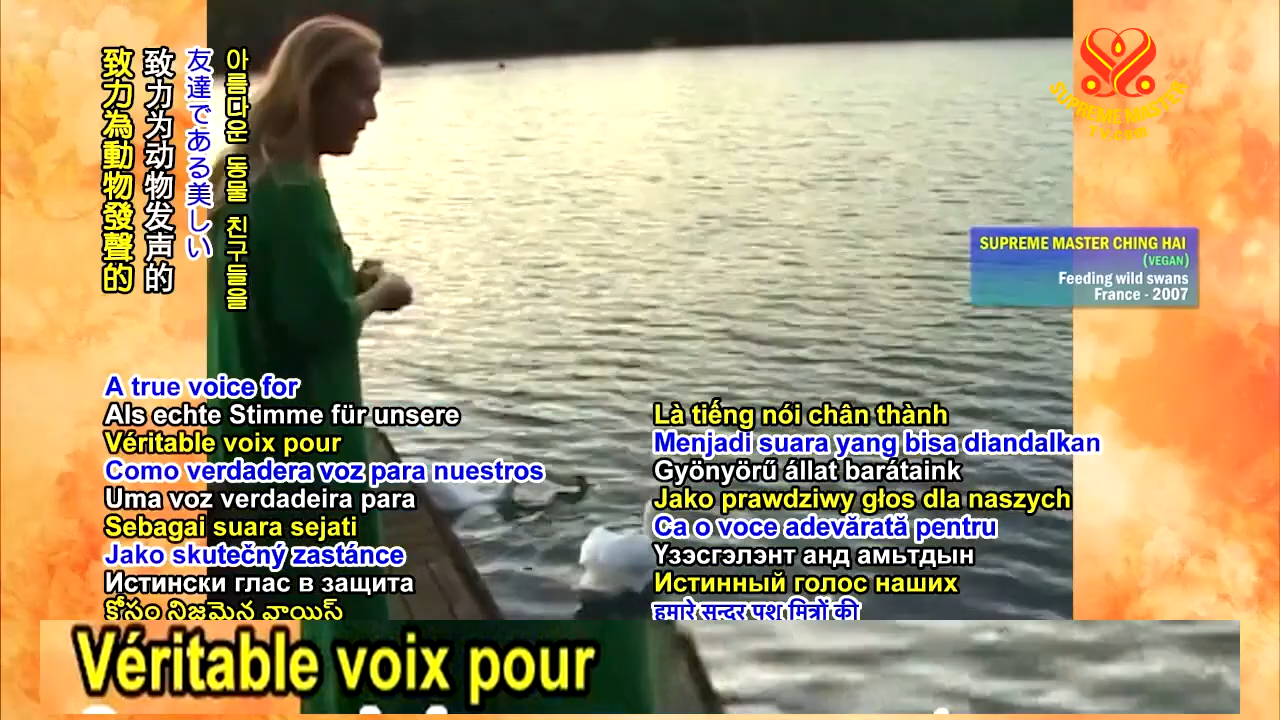 致力為動物發聲的
致力为动物发声的
友達である美しい
아름다운 동물 친구들을
SUPREME MASTER
TV.COM
SUPREME MASTER CHING HAI
(VEGAN)
Feeding wild swans
France - 2007
A true voice for
Als echte Stimme für unsere
Véritable voix pour
Como verdadera voz para nuestros
Uma voz verdadeira para
Sebagai suara sejati
Jako skutečný zastánce
Истински глас в защита
కోసం నిజమైన వాయిస్
Là tiếng nói chân thành
Menjadi suara yang bisa diandalkan
Gyönyörű állat barátaink
Jako prawdziwy głos dla naszych
Ca o voce adevărată pentru
Үзэсгэлэнт анд амьтдын
Истинный голос наших
हमारे सुन्दर पशु मित्रों की
Véritable voix pour